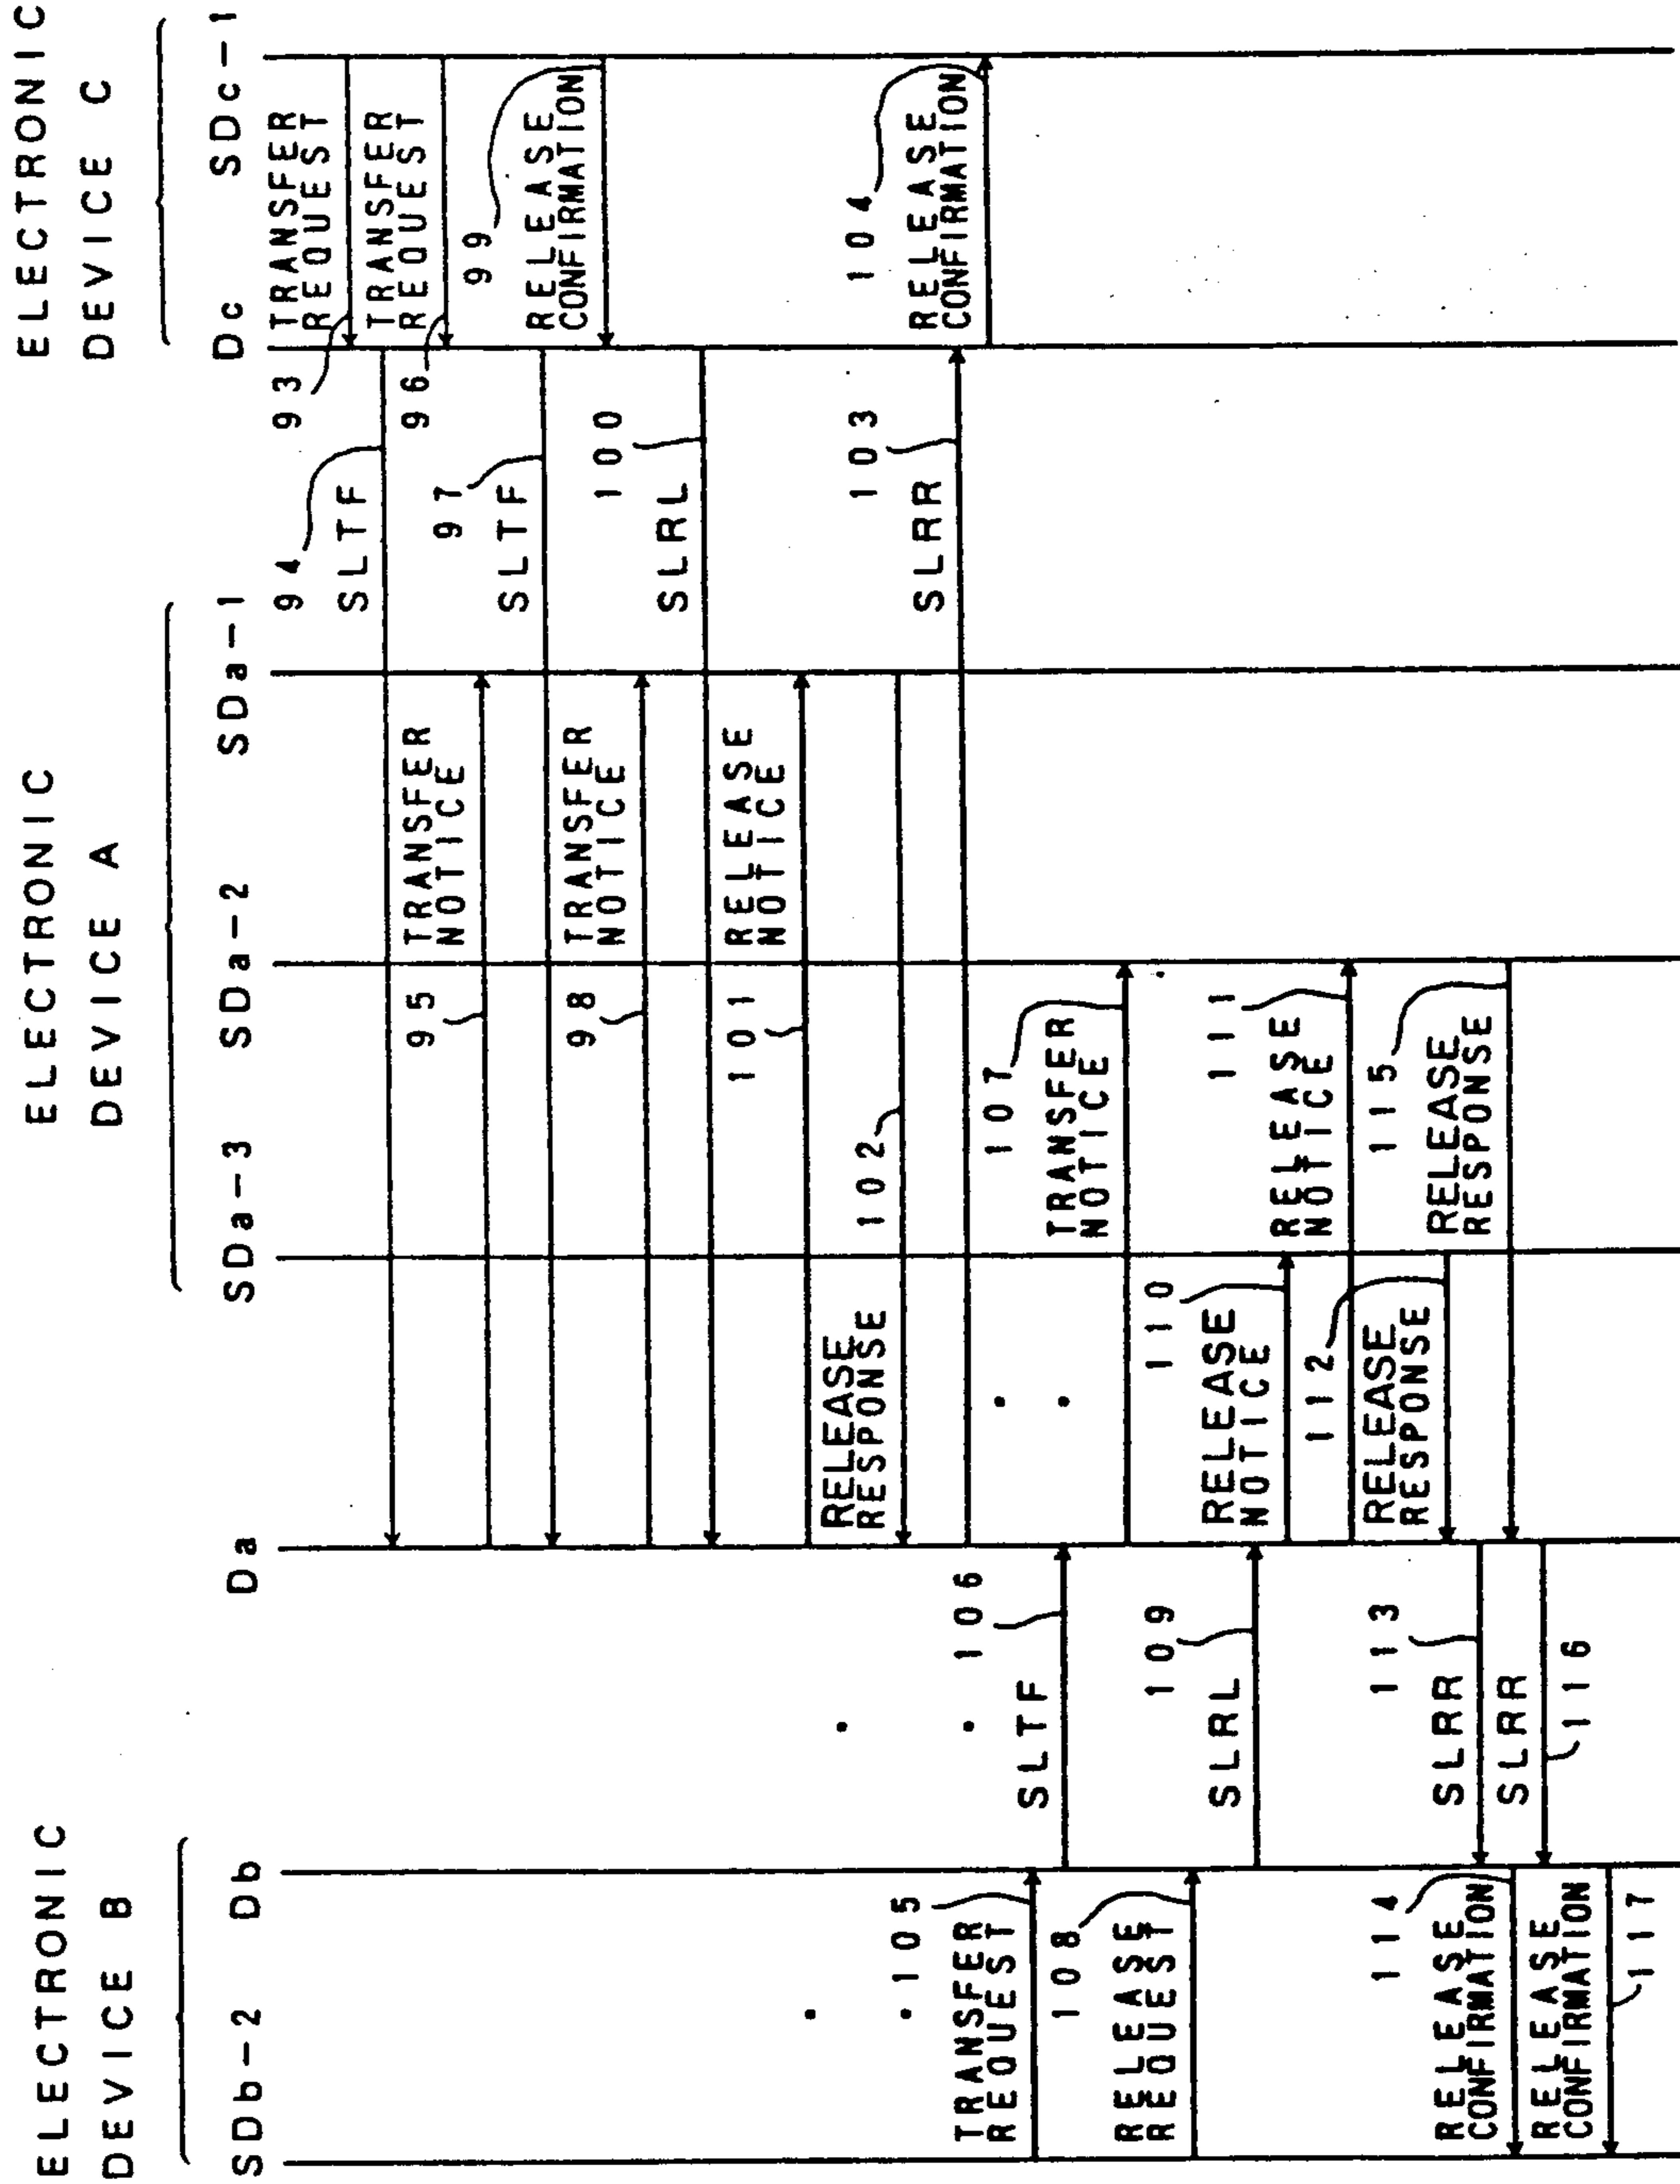 ELECTRONIC
DEVICE B
ELECTRONIC
DEVICE A
ELECTRONIC
DEVICE C
SDb-2
Db
Da
SDa-3
SDa-2
SDa-1
Dc
SDc-1
93
TRANSFER
REQUEST
94
SLTF
95
TRANSFER
NOTICE
96
TRANSFER
REQUEST
97
SLTF
98
TRANSFER
NOTICE
99
RELEASE
CONFIRMATION
100
SLRL
101
RELEASE
NOTICE
102
RELEASE
RESPONSE
103
SLRR
104
RELEASE
CONFIRMATION
105
TRANSFER
REQUEST
106
SLTF
107
TRANSFER
NOTICE
108
RELEASE
REQUEST
109
SLRL
110
RELEASE
NOTICE
111
RELEASE
NOTICE
112
RELEASE
RESPONSE
113
SLRR
114
RELEASE
CONFIRMATION
115
RELEASE
RESPONSE
SLRR
116
RELEASE
CONFIRMATION
117